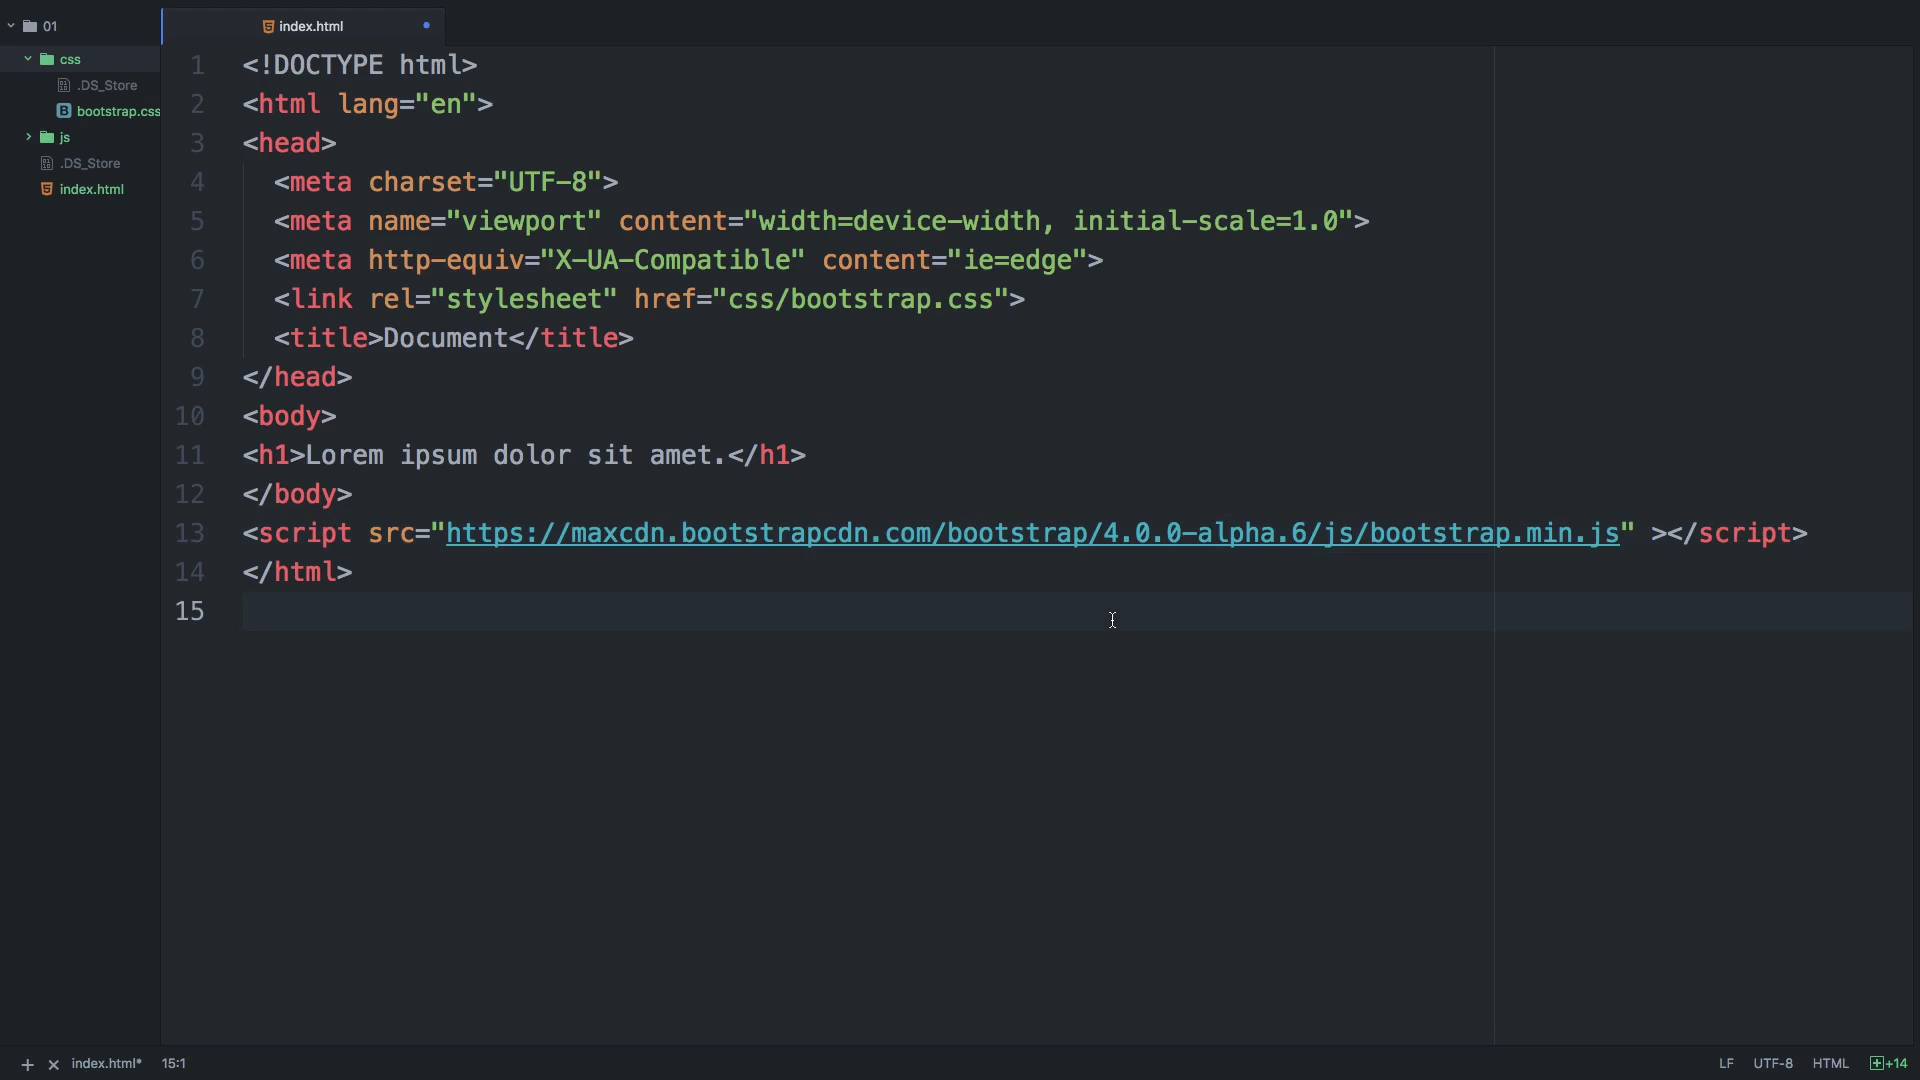 01
index.html
css
.DS_Store
bootstrap.css
js
.DS_Store
index.html
1 <!DOCTYPE html>
2 <html lang="en">
3 <head>
4 <meta charset="UTF-8">
5 <meta name="viewport" content="width=device-width, initial-scale=1.0">
6 <meta http-equiv="X-UA-Compatible" content="ie=edge">
7 <link rel="stylesheet" href="css/bootstrap.css">
8 <title>Document</title>
9 </head>
10 <body>
11 <h1>Lorem ipsum dolor sit amet.</h1>
12 </body>
13 <script src="https://maxcdn.bootstrapcdn.com/bootstrap/4.0.0-alpha.6/js/bootstrap.min.js" ></script>
14 </html>
15
index.html* 15:1 LF UTF-8 HTML +14